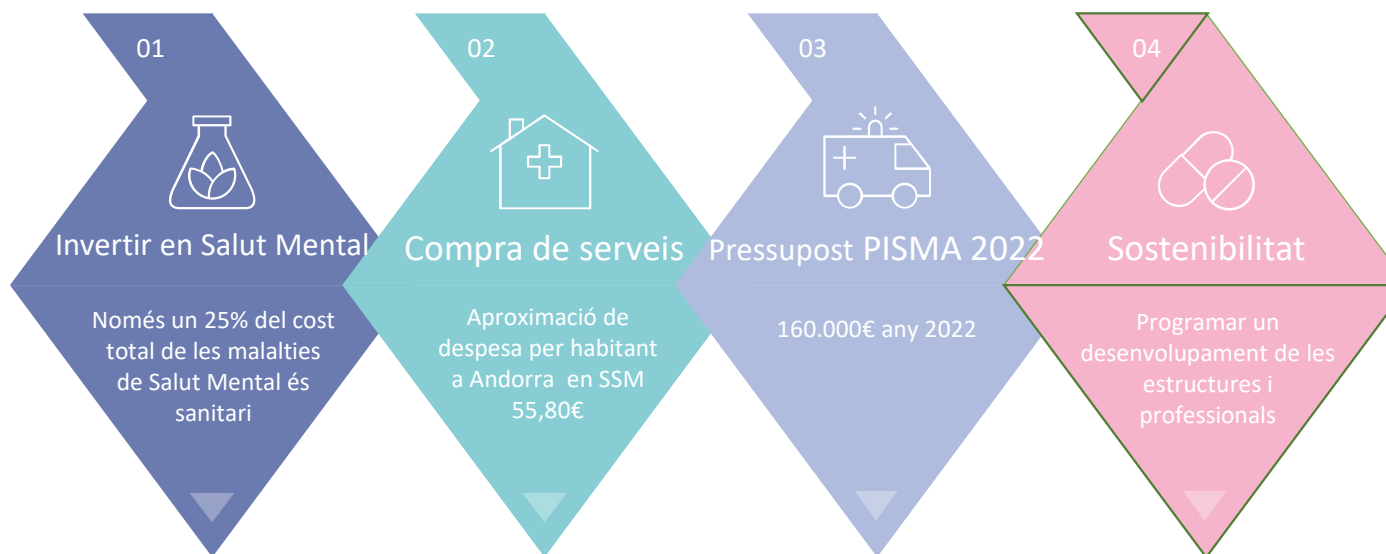 01
Invertir en Salut Mental
Només un 25% del cost
total de les malalties
de Salut Mental és
sanitari
02
Compra de serveis
Aproximació de
despesa per habitant
a Andorra en SSM
55,80€
03
Pressupost PISMA 2022
160.000€ any 2022
04
Sostenibilitat
Programar un
desenvolupament de les
estructures i
professionals